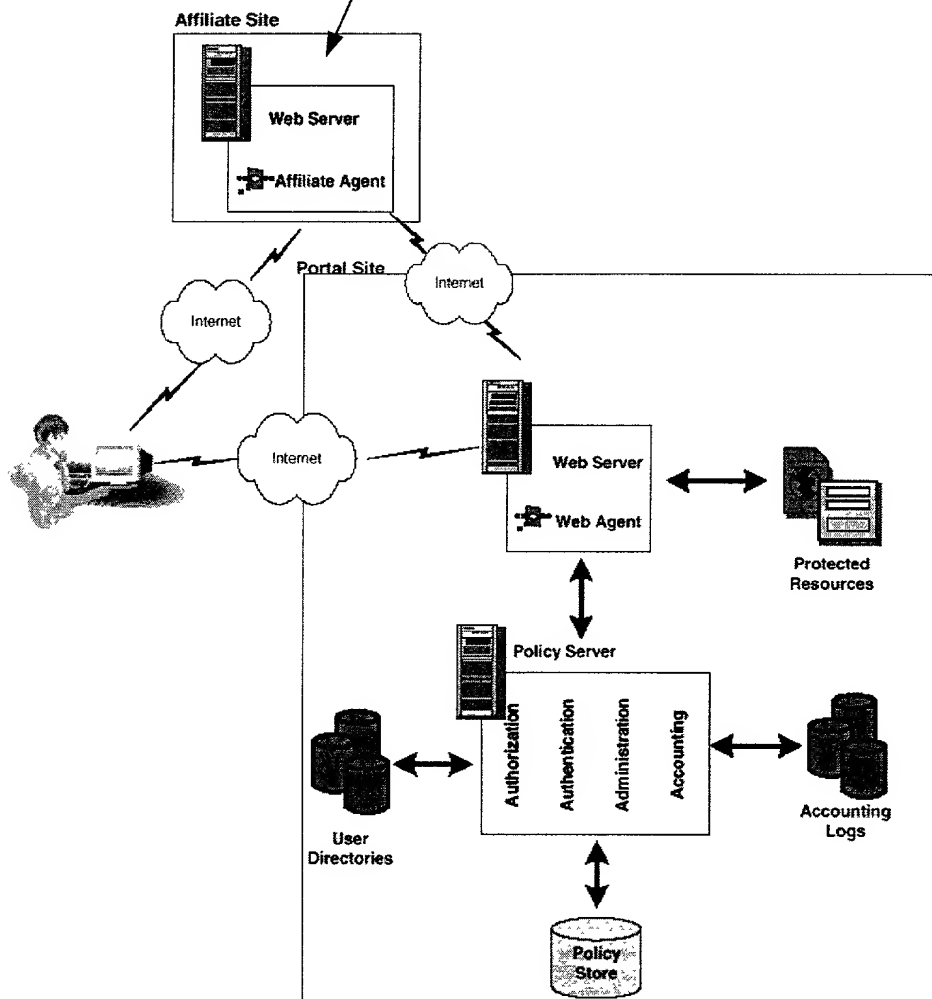 Affiliate Site
Web Server
Affiliate Agent
Portal Site
Internet
Internet
Internet
Web Server
Web Agent
Protected
Resources
Policy Server
Authorization
Authentication
Administration
Accounting
User
Directories
Accounting
Logs
Policy
Store